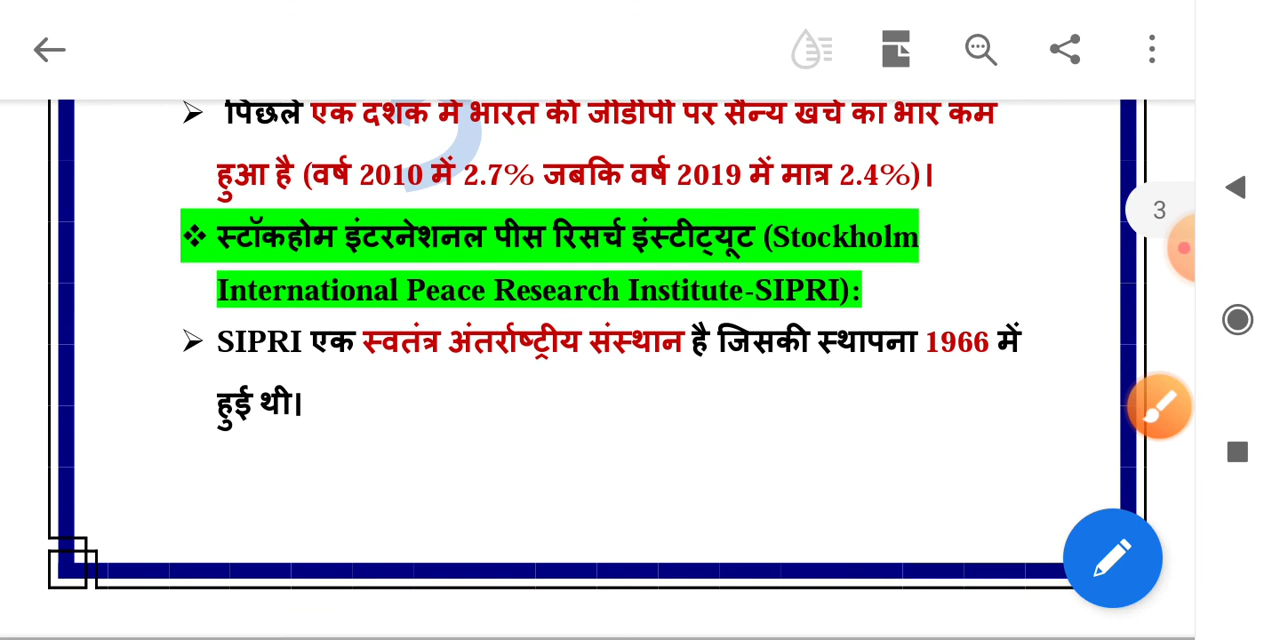 ➢ पिछले एक दशक में भारत की जीडीपी पर सैन्य खर्च का भार कम
हुआ है (वर्ष 2010 में 2.7% जबकि वर्ष 2019 में मात्र 2.4%)।
3
❖ स्टॉकहोम इंटरनेशनल पीस रिसर्च इंस्टीट्यूट (Stockholm
International Peace Research Institute-SIPRI):
➢ SIPRI एक स्वतंत्र अंतर्राष्ट्रीय संस्थान है जिसकी स्थापना 1966 में
हुई थी।